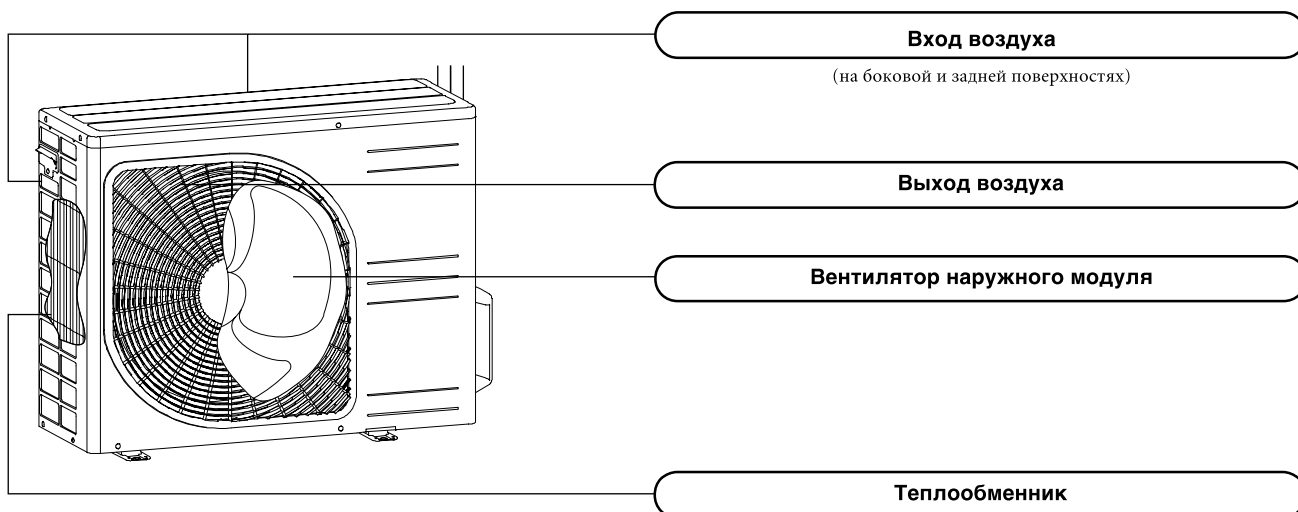 Вход воздуха
(на боковой и задней поверхностях)
Выход воздуха
Вентилятор наружного модуля
Теплообменник